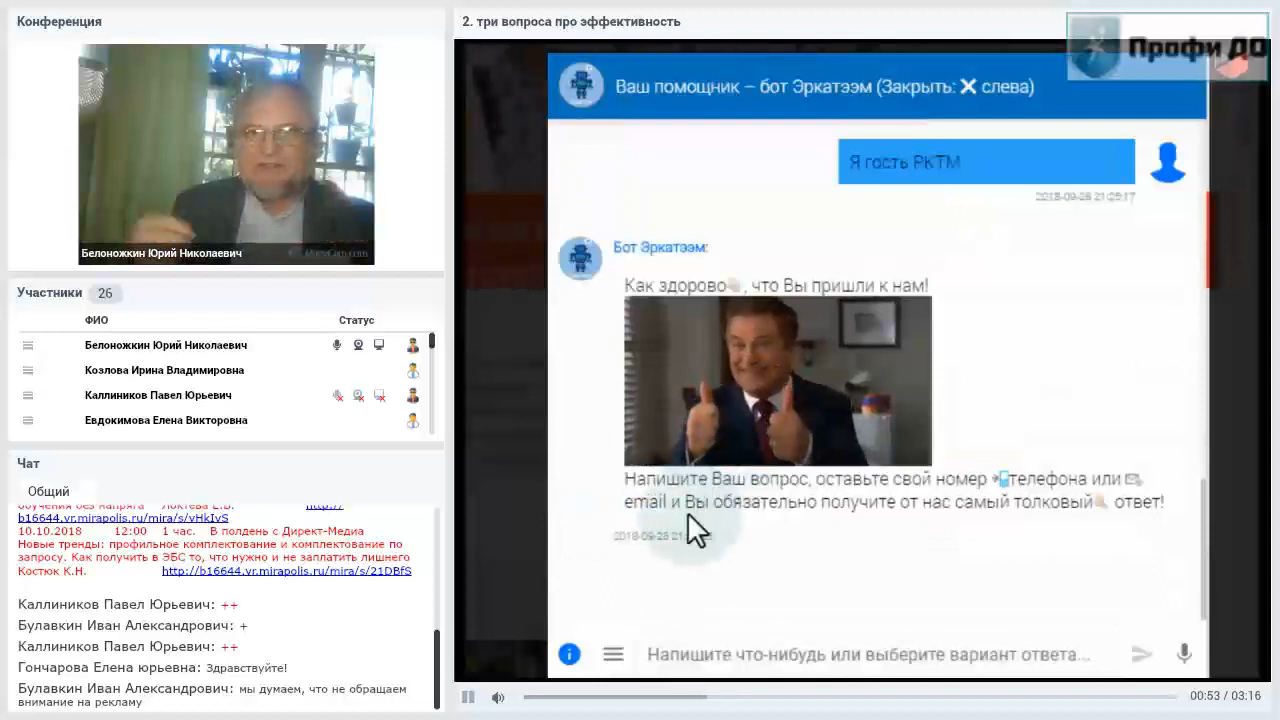 Конференция
Белоножкин Юрий Николаевич
Участники 26
ФИО Статус
Белоножкин Юрий Николаевич
Козлова Ирина Владимировна
Каллиников Павел Юрьевич
Евдокимова Елена Викторовна
Чат
Общий
обучения без напряга Локтева Е.В. http://
b16644.vr.mirapolis.ru/mira/s/vHkIvS
10.10.2018 12:00 1 час. В полдень с Директ-Медиа
Новые тренды: профильное комплектование и комплектование по
запросу. Как получить в ЭБС то, что нужно и не заплатить лишнего
Костюк К.Н. http://b16644.vr.mirapolis.ru/mira/s/21DBfS
Каллиников Павел Юрьевич: ++
Булавкин Иван Александрович: +
Каллиников Павел Юрьевич: ++
Гончарова Елена юрьевна: Здравствуйте!
Булавкин Иван Александрович: мы думаем, что не обращаем
внимание на рекламу
2. три вопроса про эффективность
Профи ДО
Ваш помощник – бот Эркатээм (Закрыть: ❌ слева)
Я гость РКТМ
Бот Эркатээм:
Как здорово, что Вы пришли к нам!
Напишите Ваш вопрос, оставьте свой номер телефона или
email и Вы обязательно получите от нас самый толковый ответ!
Напишите что-нибудь или выберите вариант ответа...
00:53 / 03:16